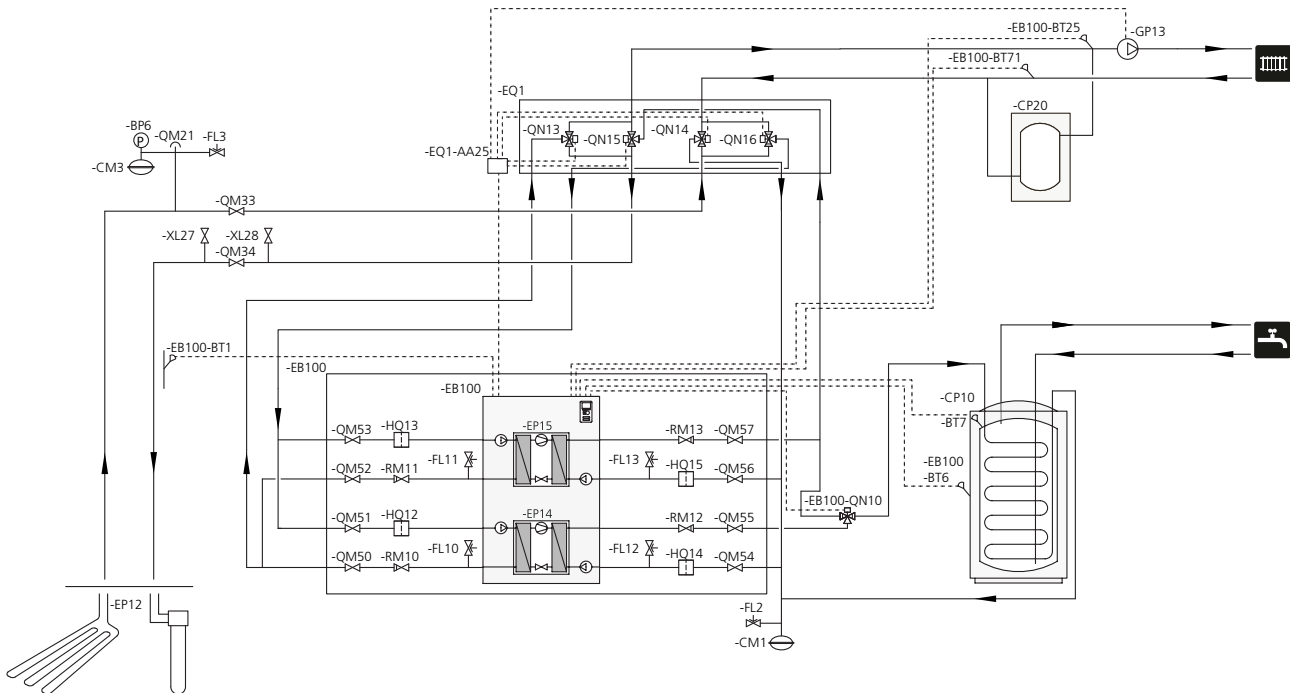 -EB100-BT25
-GP13
-EB100-BT71
-EQ1
-CP20
-BP6
-QM21
-FL3
P
-CM3
-QN13
-QN15
-QN14
-QN16
-EQ1-AA25
-QM33
-XL27
-XL28
-QM34
-EB100-BT1
-EB100
-EB100
-CP10
-BT7
-QM53
-HQ13
-EP15
-RM13
-QM57
-QM52
-RM11
-FL11
-FL13
-HQ15
-QM56
-EB100
-BT6
-EB100-QN10
-QM51
-HQ12
-EP14
-RM12
-QM55
-QM50
-RM10
-FL10
-FL12
-HQ14
-QM54
-EP12
-FL2
-CM1